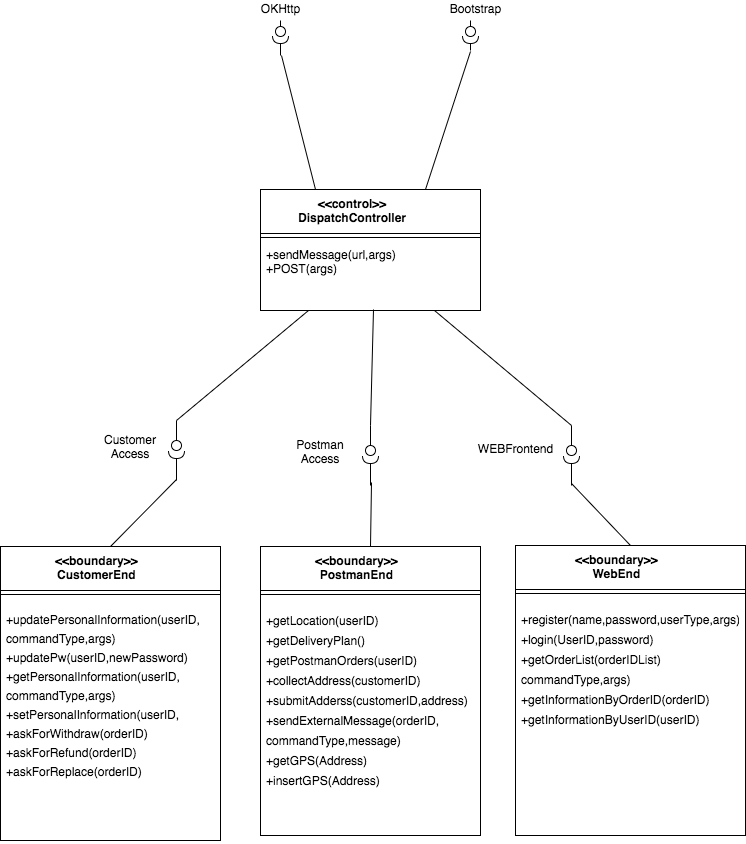 OKHttp
Bootstrap
<<control>>
DispatchController
+sendMessage(url,args)
+POST(args)
Customer
Access
Postman
Access
WEBFrontend
<<boundary>>
CustomerEnd
+updatePersonalInformation(userID,
commandType,args)
+updatePw(userID,newPassword)
+getPersonalInformation(userID,
commandType,args)
+setPersonalInformation(userID,
+askForWithdraw(orderID)
+askForRefund(orderID)
+askForReplace(orderID)
<<boundary>>
PostmanEnd
+getLocation(userID)
+getDeliveryPlan()
+getPostmanOrders(userID)
+collectAddress(customerID)
+submitAdderss(customerID,address)
+sendExternalMessage(orderID,
commandType,message)
+getGPS(Address)
+insertGPS(Address)
<<boundary>>
WebEnd
+register(name,password,userType,args)
+login(UserID,password)
+getOrderList(orderIDList)
commandType,args)
+getInformationByOrderID(orderID)
+getInformationByUserID(userID)